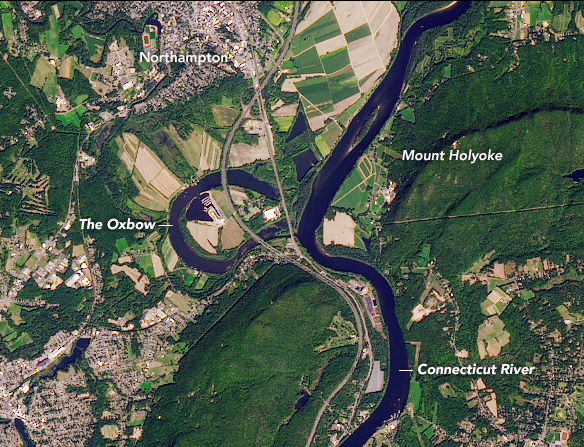 Northampton
Mount Holyoke
The Oxbow
Connecticut River